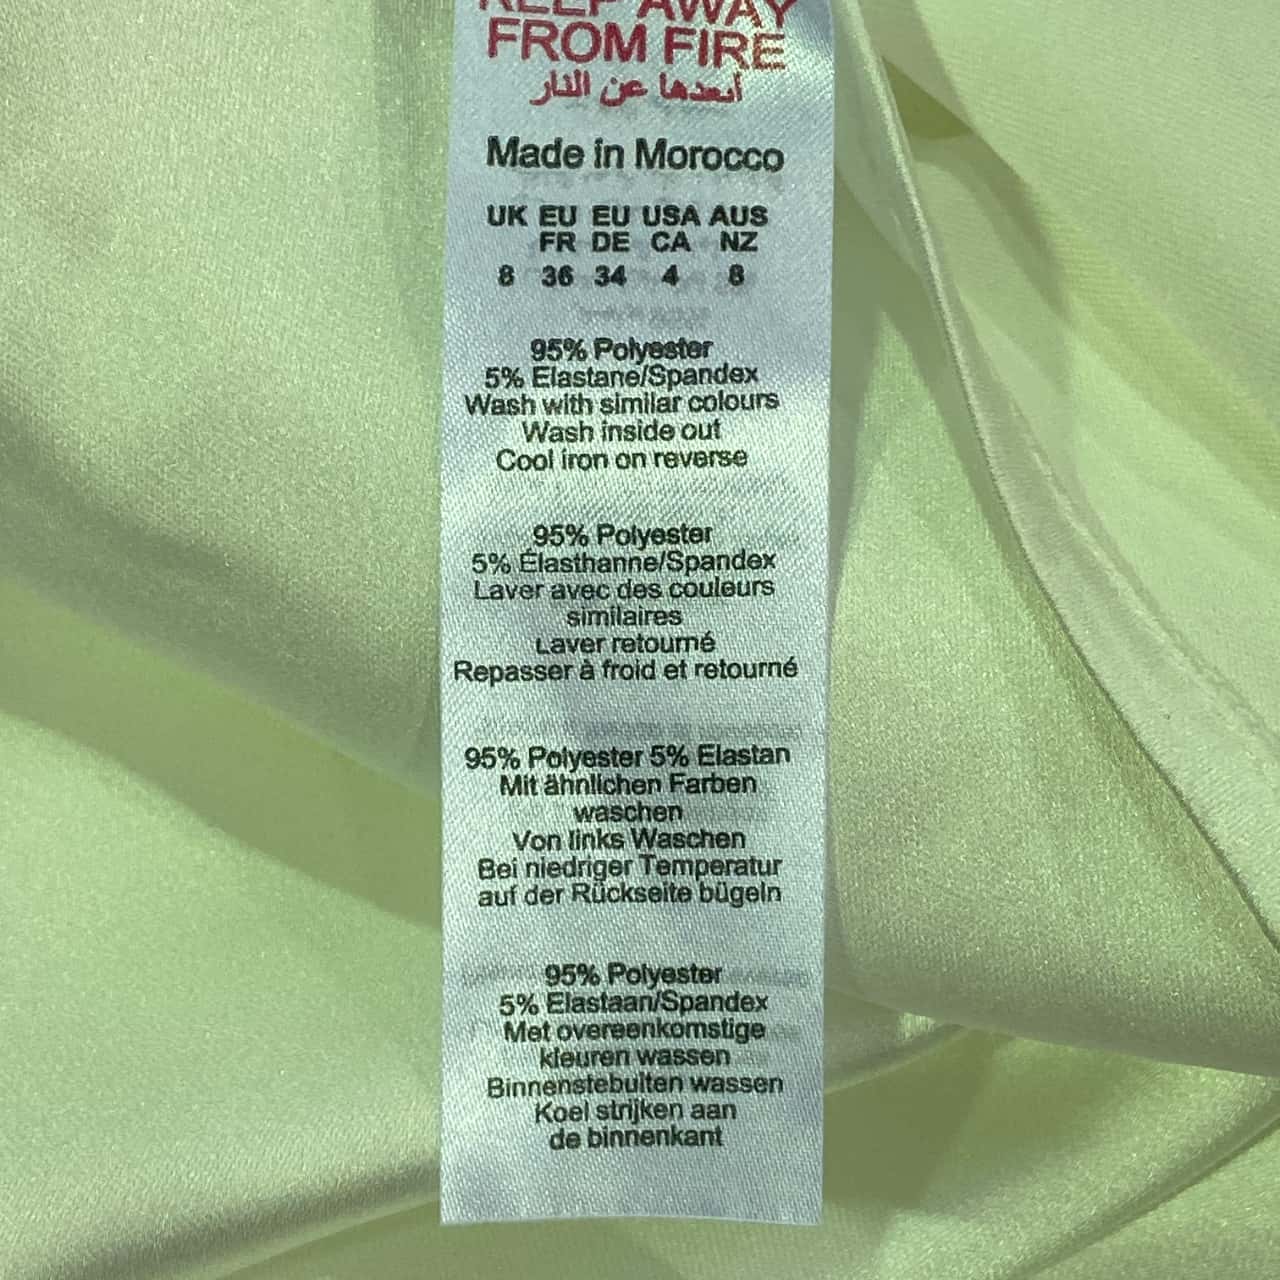 KEEP AWAY
FROM FIRE
أبعدها عن النار
Made in Morocco
UK EU EU USA AUS
FR DE CA NZ
8 36 34 4 8
95% Polyester
5% Elastane/Spandex
Wash with similar colours
Wash inside out
Cool iron on reverse
95% Polyester
5% Élasthanne/Spandex
Laver avec des couleurs
similaires
Laver retourné
Repasser à froid et retourné
95% Polyester 5% Elastan
Mit ähnlichen Farben
waschen
Von links Waschen
Bei niedriger Temperatur
auf der Rückseite bügeln
95% Polyester
5% Elastaan/Spandex
Met overeenkomstige
kleuren wassen
Binnenstebuiten wassen
Koel strijken aan
de binnenkant